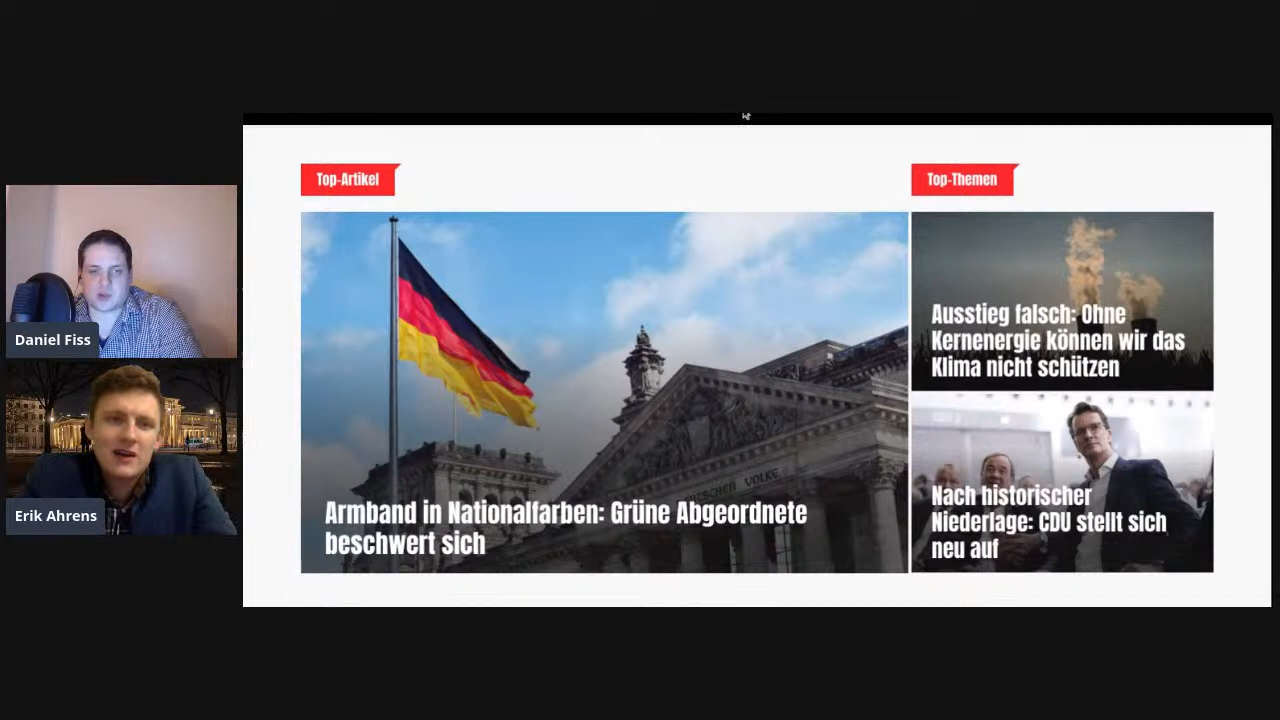 Daniel Fiss
Erik Ahrens
Top-Artikel
Armband in Nationalfarben: Grüne Abgeordnete
beschwert sich
Top-Themen
Ausstieg falsch: Ohne
Kernenergie können wir das
Klima nicht schützen
Nach historischer
Niederlage: CDU stellt sich
neu auf
VOLKE